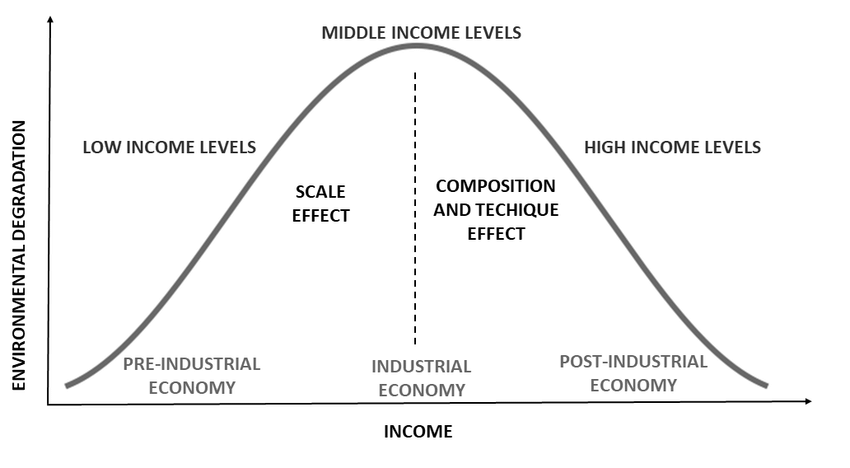 MIDDLE INCOME LEVELS
LOW INCOME LEVELS
HIGH INCOME LEVELS
SCALE
EFFECT
COMPOSITION
AND TECHIQUE
EFFECT
ENVIRONMENTAL DEGRADATION
PRE-INDUSTRIAL
ECONOMY
INDUSTRIAL
ECONOMY
POST-INDUSTRIAL
ECONOMY
INCOME